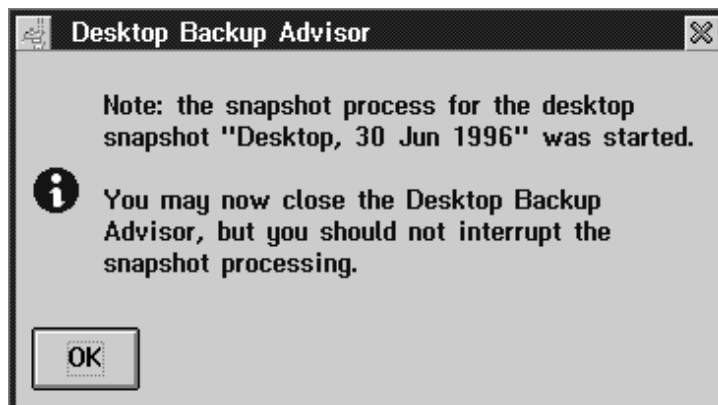 Desktop Backup Advisor
Note: the snapshot process for the desktop
snapshot "Desktop, 30 Jun 1996" was started.
You may now close the Desktop Backup
Advisor, but you should not interrupt the
snapshot processing.
OK